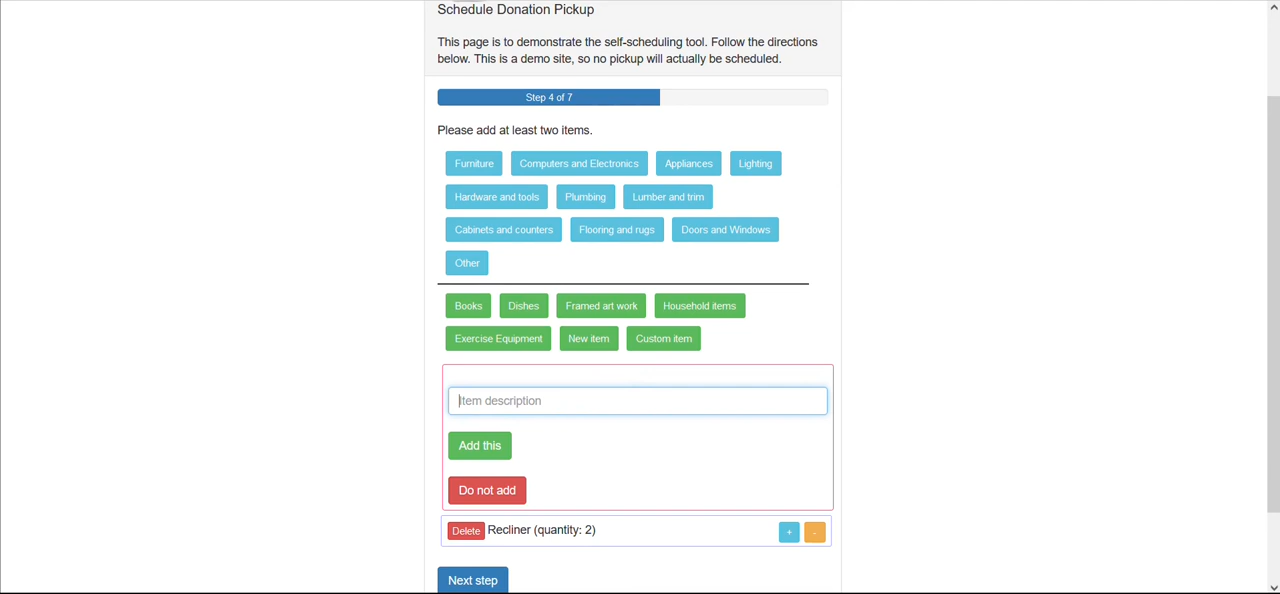 Schedule Donation Pickup
This page is to demonstrate the self-scheduling tool. Follow the directions
below. This is a demo site, so no pickup will actually be scheduled.
Step 4 of 7
Please add at least two items.
Furniture Computers and Electronics Appliances Lighting
Hardware and tools Plumbing Lumber and trim
Cabinets and counters Flooring and rugs Doors and Windows
Other
Books Dishes Framed art work Household items
Exercise Equipment New item Custom item
Item description
Add this
Do not add
Delete Recliner (quantity: 2) + -
Next step